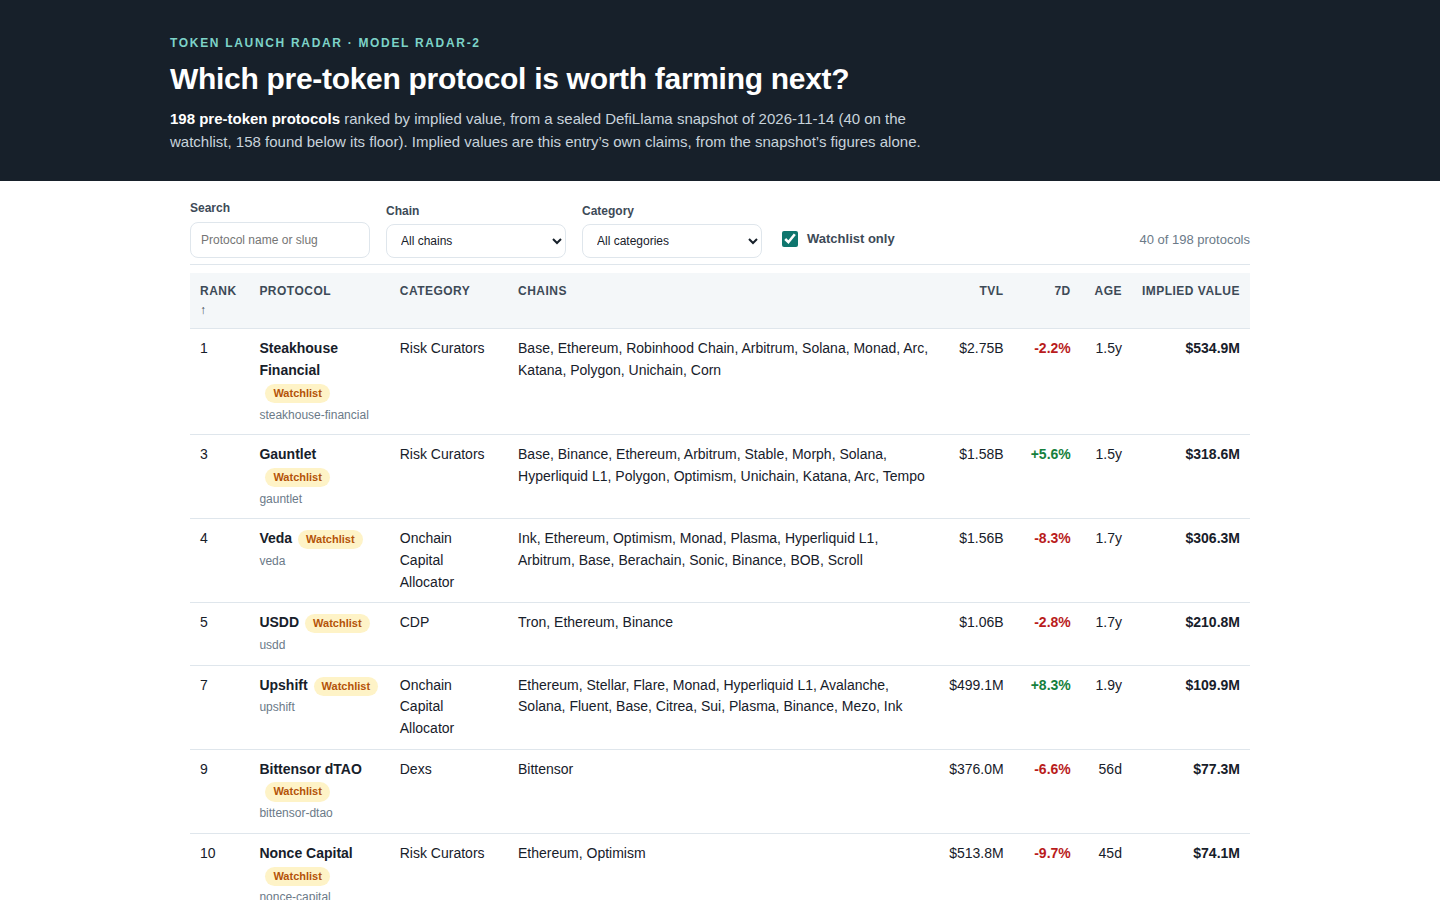 TOKEN LAUNCH RADAR · MODEL RADAR-2
Which pre-token protocol is worth farming next?
198 pre-token protocols ranked by implied value, from a sealed DefiLlama snapshot of 2026-11-14 (40 on the
watchlist, 158 found below its floor). Implied values are this entry's own claims, from the snapshot's figures alone.
Search
Chain
Category
Protocol name or slug
All chains
All categories
Watchlist only
40 of 198 protocols
RANK ↑ PROTOCOL CATEGORY CHAINS TVL 7D AGE IMPLIED VALUE
1 Steakhouse Risk Curators Base, Ethereum, Robinhood Chain, Arbitrum, Solana, Monad, Arc, $2.75B -2.2% 1.5y $534.9M
Financial Katana, Polygon, Unichain, Corn
Watchlist
steakhouse-financial
3 Gauntlet Risk Curators Base, Binance, Ethereum, Arbitrum, Stable, Morph, Solana, $1.58B +5.6% 1.5y $318.6M
Watchlist Hyperliquid L1, Polygon, Optimism, Unichain, Katana, Arc, Tempo
gauntlet
4 Veda Watchlist Onchain Ink, Ethereum, Optimism, Monad, Plasma, Hyperliquid L1, $1.56B -8.3% 1.7y $306.3M
veda Capital Arbitrum, Base, Berachain, Sonic, Binance, BOB, Scroll
Allocator
5 USDD Watchlist CDP Tron, Ethereum, Binance $1.06B -2.8% 1.7y $210.8M
usdd
7 Upshift Watchlist Onchain Ethereum, Stellar, Flare, Monad, Hyperliquid L1, Avalanche, $499.1M +8.3% 1.9y $109.9M
upshift Capital Solana, Fluent, Base, Citrea, Sui, Plasma, Binance, Mezo, Ink
Allocator
9 Bittensor dTAO Dexs Bittensor $376.0M -6.6% 56d $77.3M
Watchlist
bittensor-dtao
10 Nonce Capital Risk Curators Ethereum, Optimism $513.8M -9.7% 45d $74.1M
Watchlist
nonce-capital